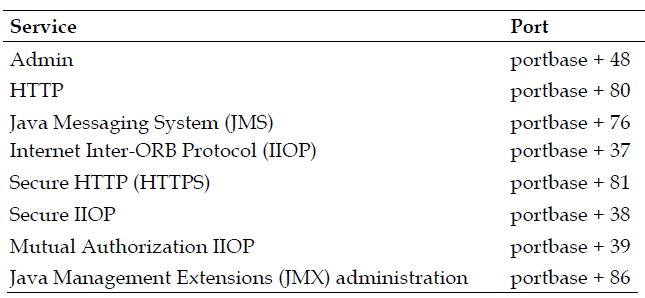 Service Port
Admin portbase + 48
HTTP portbase + 80
Java Messaging System (JMS) portbase + 76
Internet Inter-ORB Protocol (IIOP) portbase + 37
Secure HTTP (HTTPS) portbase + 81
Secure IIOP portbase + 38
Mutual Authorization IIOP portbase + 39
Java Management Extensions (JMX) administration portbase + 86